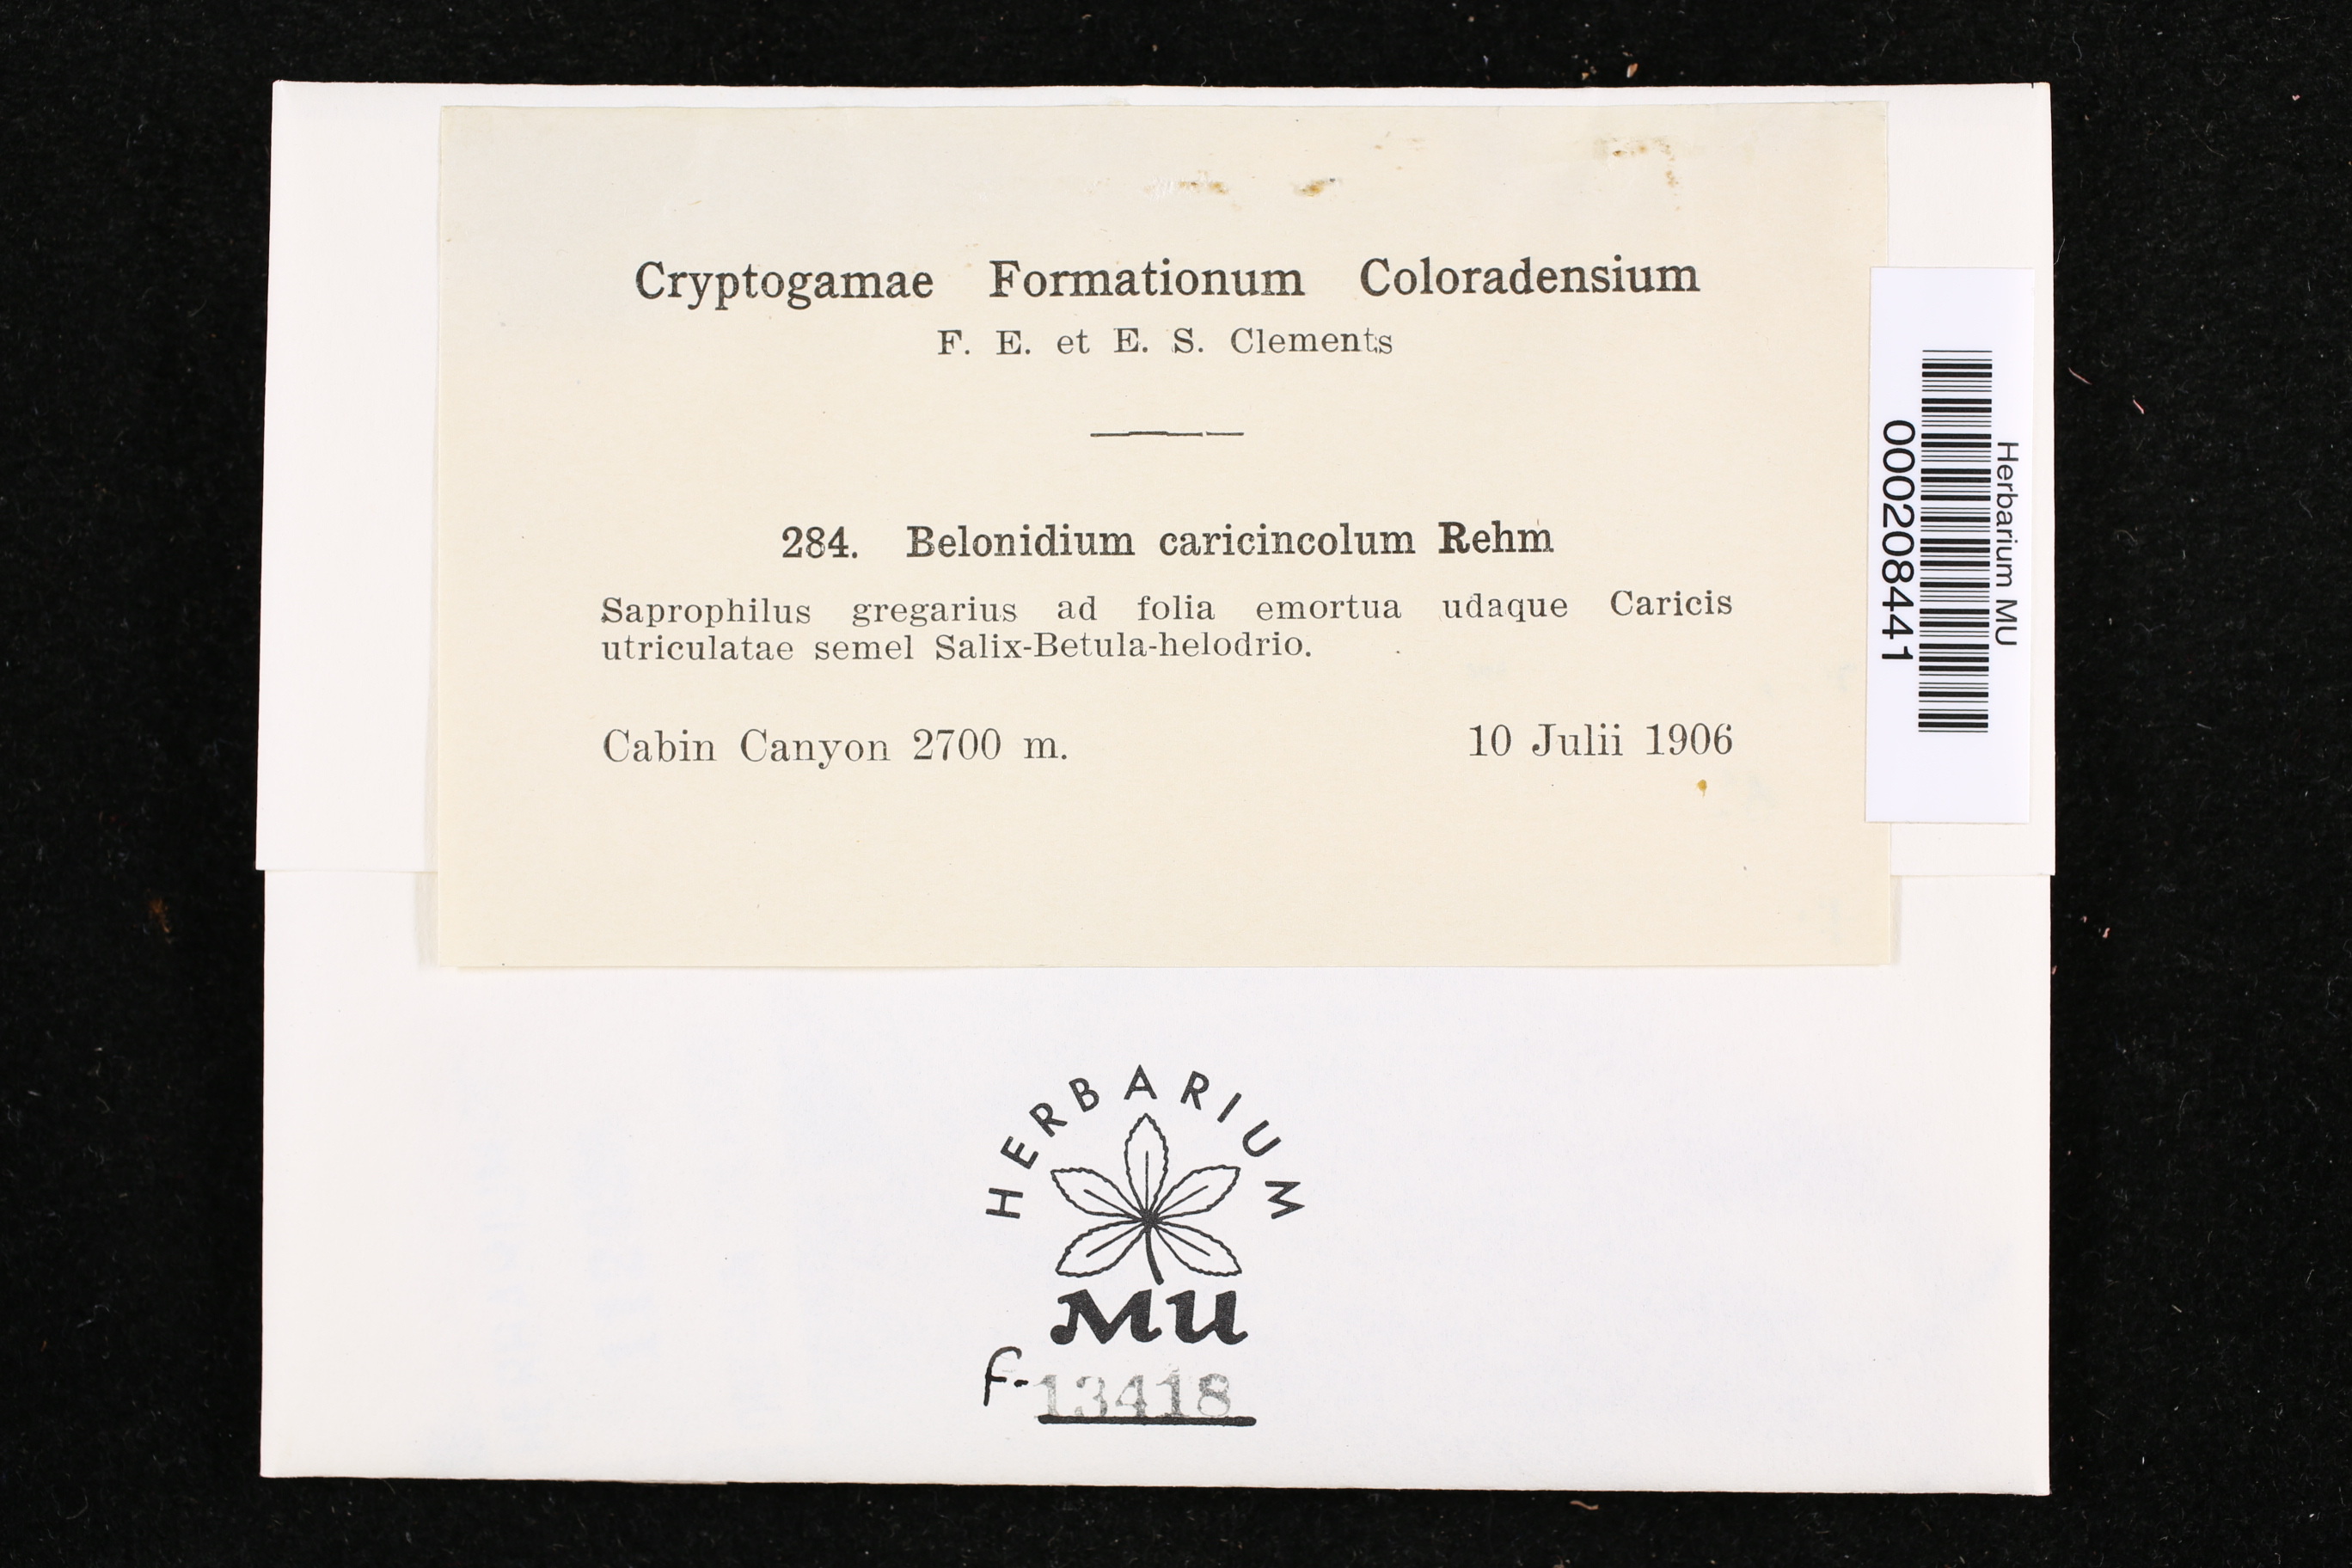 Cryptogamae Formationum Coloradensium
F. E. et E. S. Clements
284. Belonidium caricincolum Rehm
Saprophilus gregarius ad folia emortua udaque Caricis
utriculatae semel Salix-Betula-helodrio.
Cabin Canyon 2700 m. 10 Julii 1906
Herbarium MU
000208441
HERBARIUM
MU
F-13418